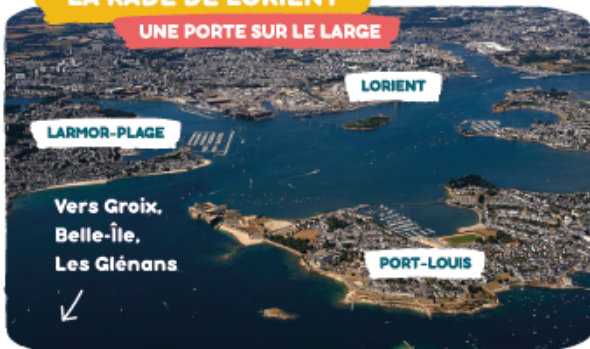 LA RADE DE LORIENT
UNE PORTE SUR LE LARGE
LORIENT
LARMOR-PLAGE
Vers Groix,
Belle-Île,
Les Glénans
PORT-LOUIS